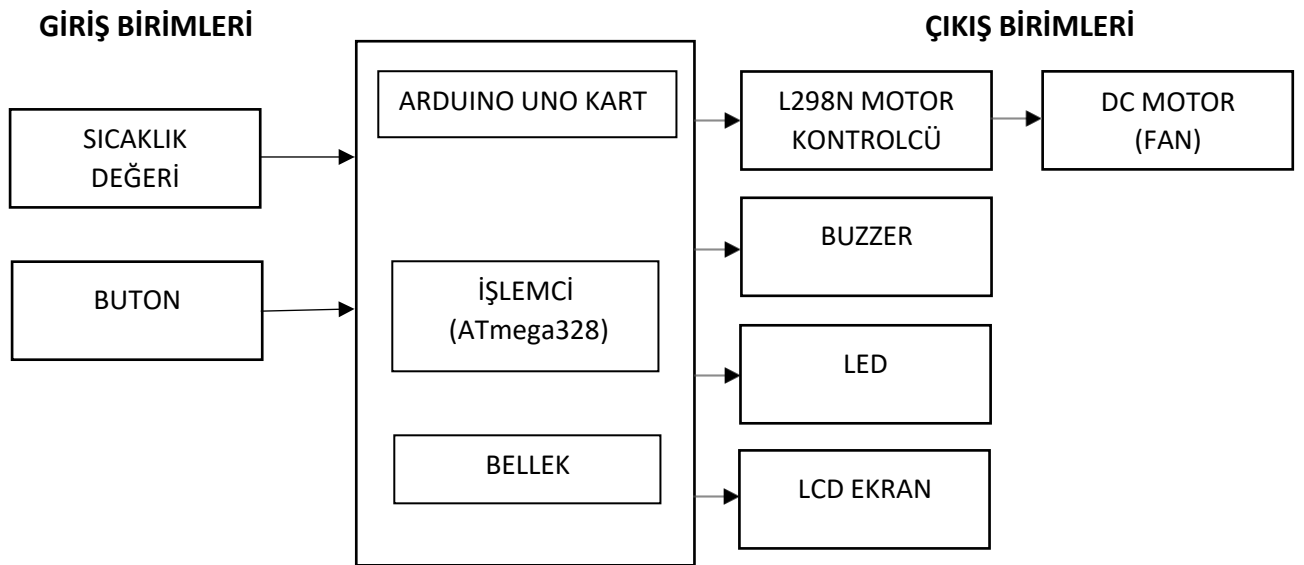 GİRİŞ BİRİMLERİ
ÇIKIŞ BİRİMLERİ
SICAKLIK
DEĞERİ
BUTON
ARDUINO UNO KART
İŞLEMCİ
(ATmega328)
BELLEK
L298N MOTOR
KONTROLCÜ
DC MOTOR
(FAN)
BUZZER
LED
LCD EKRAN